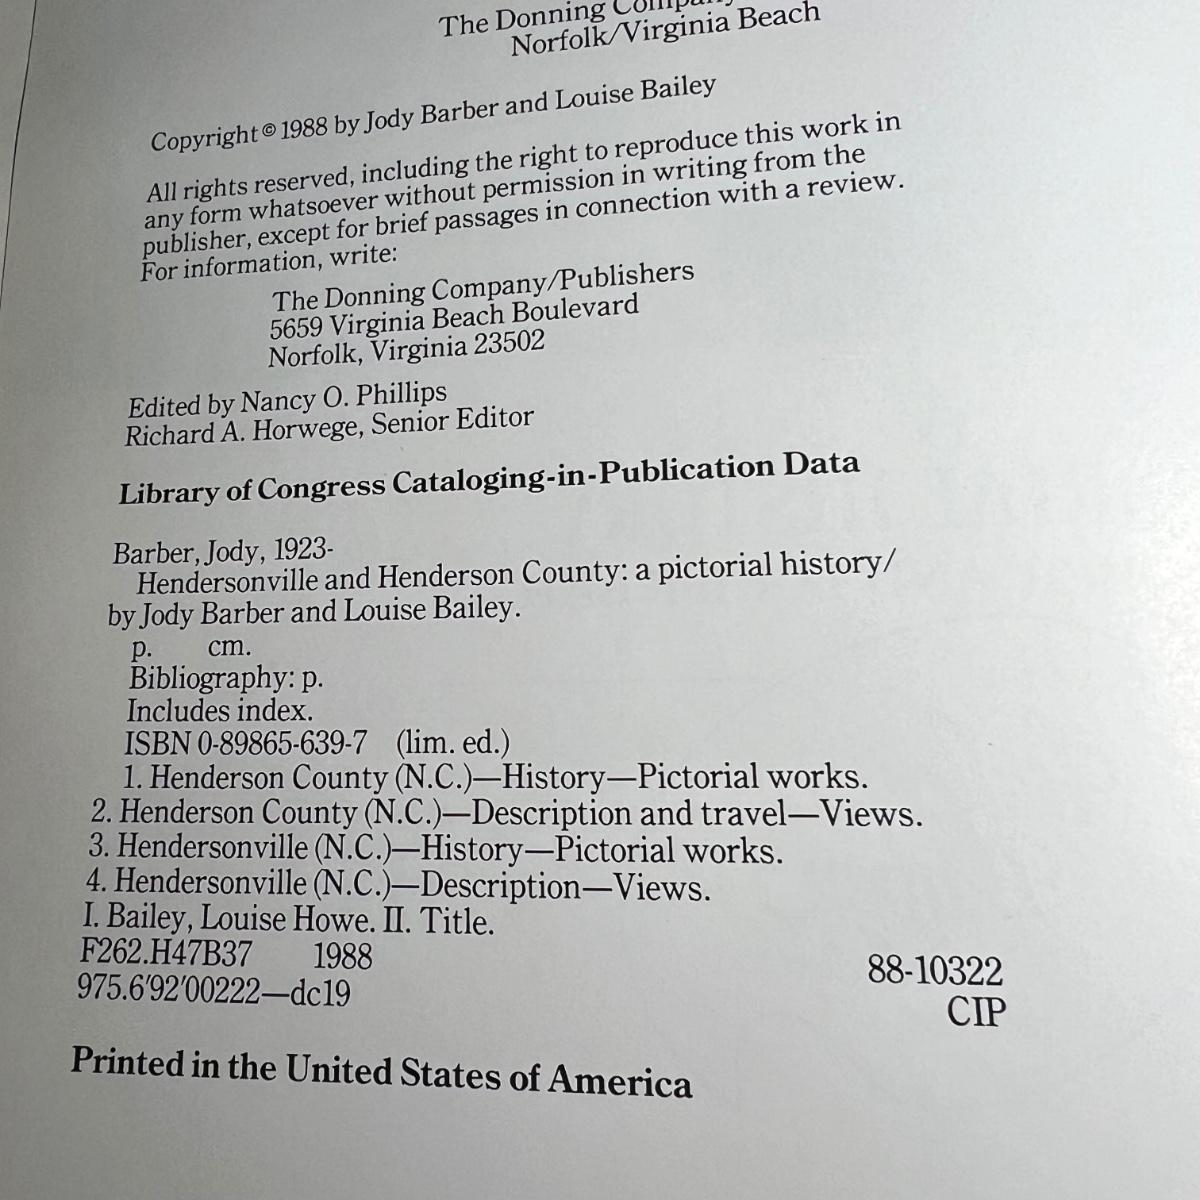 The Donning Company
Norfolk/Virginia Beach
Copyright © 1988 by Jody Barber and Louise Bailey
All rights reserved, including the right to reproduce this work in
any form whatsoever without permission in writing from the
publisher, except for brief passages in connection with a review.
For information, write:
The Donning Company/Publishers
5659 Virginia Beach Boulevard
Norfolk, Virginia 23502
Edited by Nancy O. Phillips
Richard A. Horwege, Senior Editor
Library of Congress Cataloging-in-Publication Data
Barber, Jody, 1923-
Hendersonville and Henderson County: a pictorial history/
by Jody Barber and Louise Bailey.
p. cm.
Bibliography: p.
Includes index.
ISBN 0-89865-639-7 (lim. ed.)
1. Henderson County (N.C.)—History—Pictorial works.
2. Henderson County (N.C.)—Description and travel—Views.
3. Hendersonville (N.C.)—History—Pictorial works.
4. Hendersonville (N.C.)—Description—Views.
I. Bailey, Louise Howe. II. Title.
F262.H47B37 1988
975.6'92'00222—dc19
88-10322
CIP
Printed in the United States of America